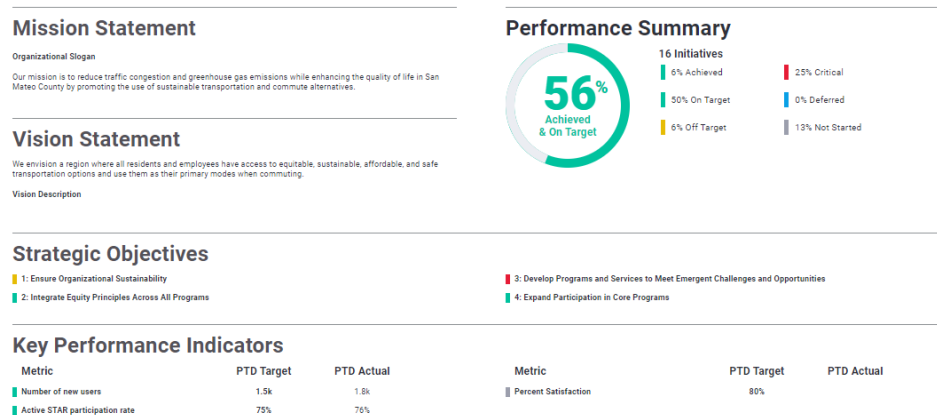 Mission Statement
Organizational Slogan
Our mission is to reduce traffic congestion and greenhouse gas emissions while enhancing the quality of life in San
Mateo County by promoting the use of sustainable transportation and commute alternatives.
Vision Statement
We envision a region where all residents and employees have access to equitable, sustainable, affordable, and safe
transportation options and use them as their primary modes when commuting.
Vision Description
Performance Summary
56%
Achieved
& On Target
16 Initiatives
6% Achieved
25% Critical
50% On Target
0% Deferred
6% Off Target
13% Not Started
Strategic Objectives
1: Ensure Organizational Sustainability
2: Integrate Equity Principles Across All Programs
3: Develop Programs and Services to Meet Emergent Challenges and Opportunities
4: Expand Participation in Core Programs
Key Performance Indicators
Metric PTD Target PTD Actual
Number of new users 1.5k 1.8k
Active STAR participation rate 75% 76%
Metric PTD Target PTD Actual
Percent Satisfaction 80%